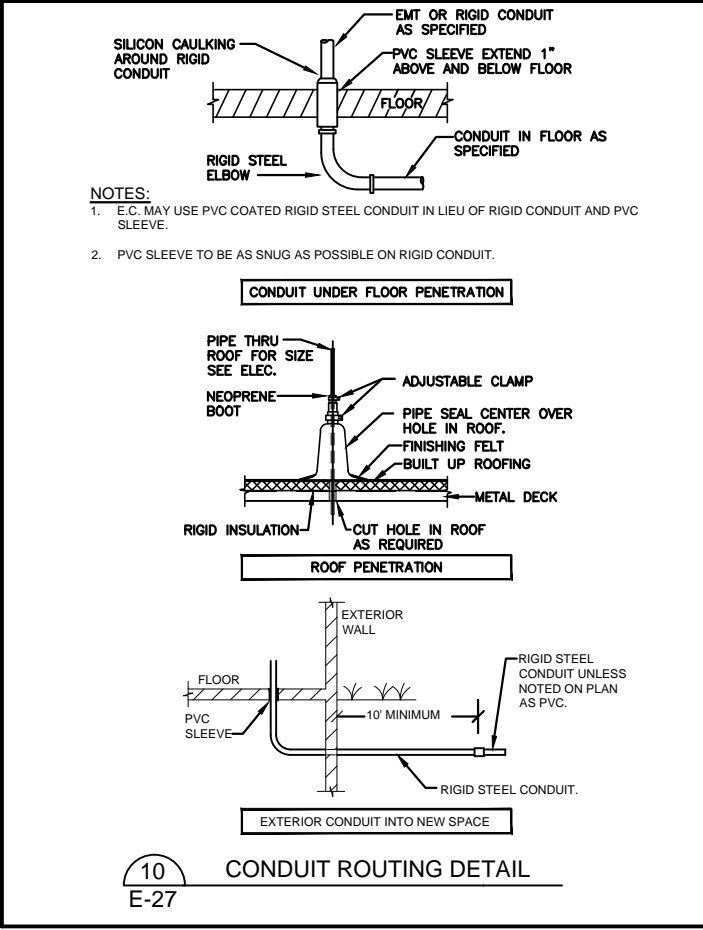 EMT OR RIGID CONDUIT
AS SPECIFIED
SILICON CAULKING
AROUND RIGID
CONDUIT
PVC SLEEVE EXTEND 1"
ABOVE AND BELOW FLOOR
FLOOR
CONDUIT IN FLOOR AS
SPECIFIED
RIGID STEEL
ELBOW
NOTES:
1. E.C. MAY USE PVC COATED RIGID STEEL CONDUIT IN LIEU OF RIGID CONDUIT AND PVC
SLEEVE.
2. PVC SLEEVE TO BE AS SNUG AS POSSIBLE ON RIGID CONDUIT.
CONDUIT UNDER FLOOR PENETRATION
PIPE THRU
ROOF FOR SIZE
SEE ELEC.
NEOPRENE
BOOT
ADJUSTABLE CLAMP
PIPE SEAL CENTER OVER
HOLE IN ROOF.
FINISHING FELT
BUILT UP ROOFING
METAL DECK
RIGID INSULATION
CUT HOLE IN ROOF
AS REQUIRED
ROOF PENETRATION
EXTERIOR
WALL
FLOOR
PVC
SLEEVE
10' MINIMUM
RIGID STEEL
CONDUIT UNLESS
NOTED ON PLAN
AS PVC.
RIGID STEEL CONDUIT.
EXTERIOR CONDUIT INTO NEW SPACE
10
E-27
CONDUIT ROUTING DETAIL